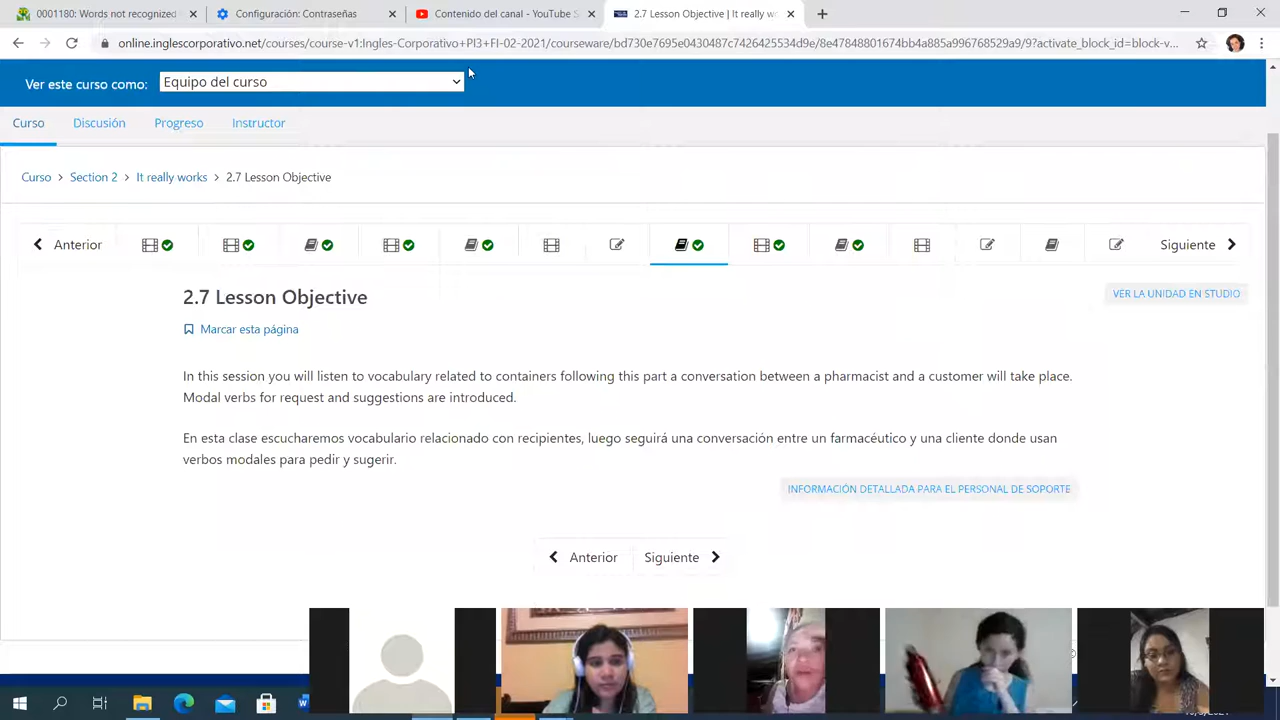 0001180: Words not recognized
Configuración: Contraseñas
Contenido del canal - YouTube S
2.7 Lesson Objective | It really wo
online.inglescorporativo.net/courses/course-v1:Ingles-Corporativo+PI3+FI-02-2021/courseware/bd730e7695e0430487c7426425534d9e/8e47848801674bb4a885a996768529a9/9?activate_block_id=block-v...
Ver este curso como:
Equipo del curso
Curso
Discusión
Progreso
Instructor
Curso > Section 2 > It really works > 2.7 Lesson Objective
Anterior
Siguiente
2.7 Lesson Objective
VER LA UNIDAD EN STUDIO
Marcar esta página
In this session you will listen to vocabulary related to containers following this part a conversation between a pharmacist and a customer will take place.
Modal verbs for request and suggestions are introduced.
En esta clase escucharemos vocabulario relacionado con recipientes, luego seguirá una conversación entre un farmacéutico y una cliente donde usan
verbos modales para pedir y sugerir.
INFORMACIÓN DETALLADA PARA EL PERSONAL DE SOPORTE
Anterior
Siguiente